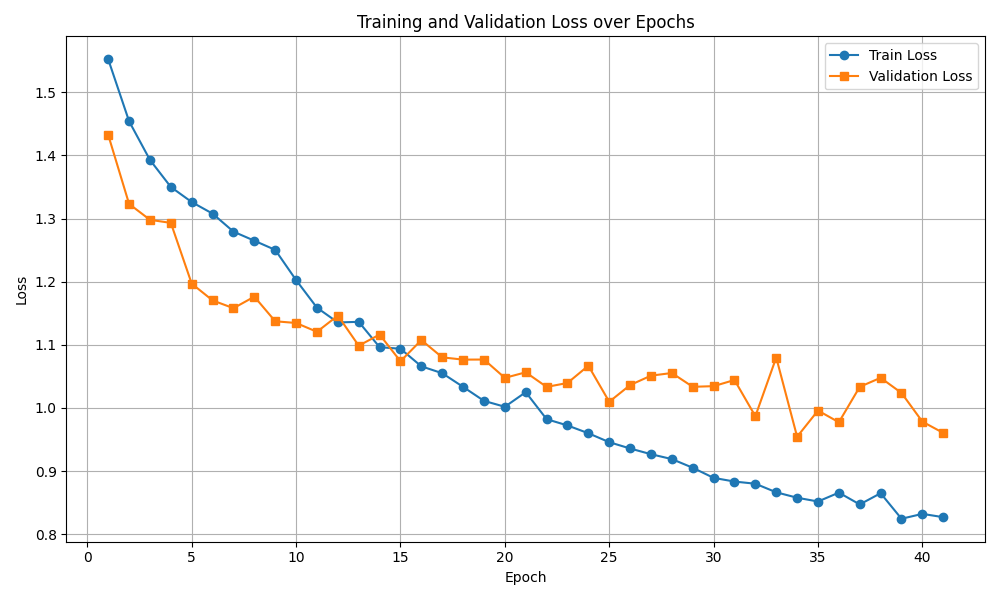 Training and Validation Loss over Epochs
Train Loss
Validation Loss
Loss
1.5
1.4
1.3
1.2
1.1
1.0
0.9
0.8
0 5 10 15 20 25 30 35 40
Epoch